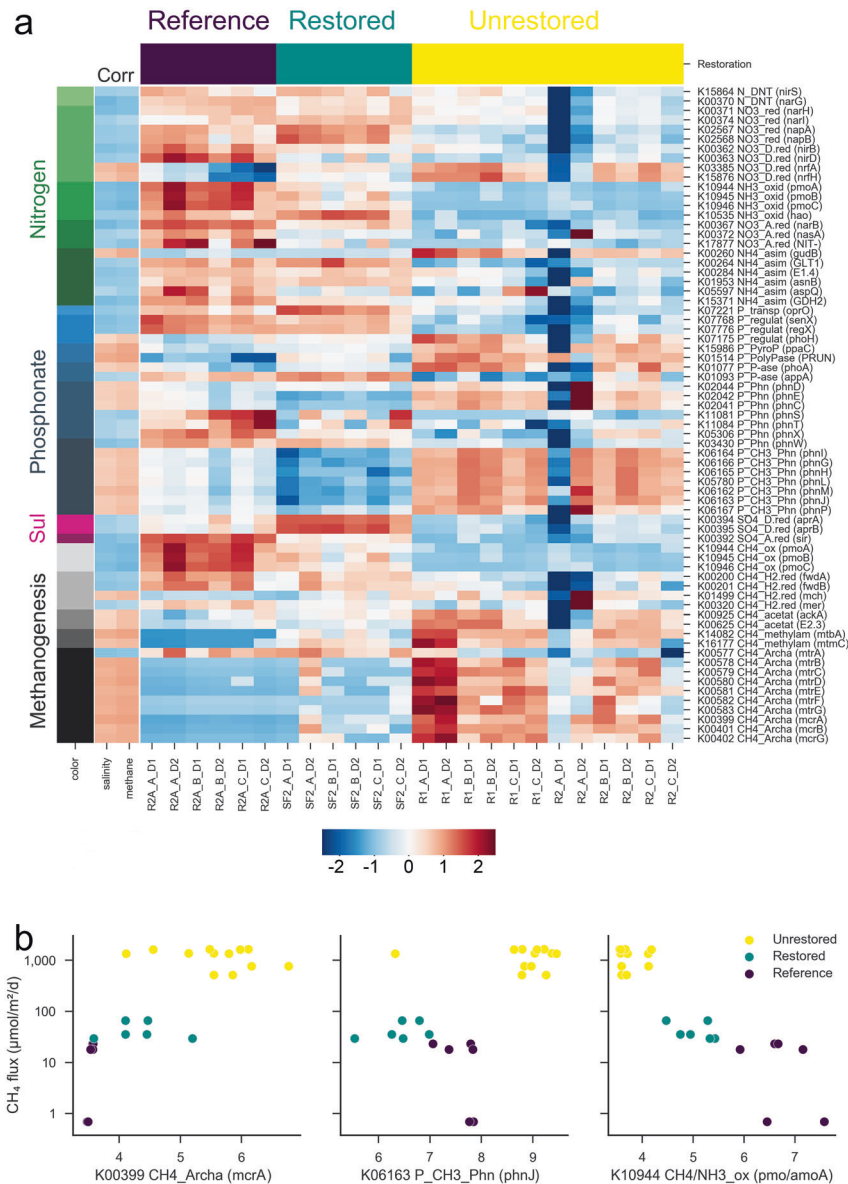 a
Reference Restored Unrestored
Corr
Restoration
Nitrogen
Phosphonate
Sul
Methanogenesis
K15864 N_DNT (nirS)
K00370 N_DNT (narG)
K00371 NO3_red (narH)
K00374 NO3_red (narI)
K02567 NO3_red (napA)
K02568 NO3_red (napB)
K00362 NO3_D.red (nirB)
K00363 NO3_D.red (nirD)
K03385 NO3_D.red (nrfA)
K15876 NO3_D.red (nrfH)
K10944 NH3_oxid (pmoA)
K10945 NH3_oxid (pmoB)
K10946 NH3_oxid (pmoC)
K10535 NH3_oxid (hao)
K00367 NO3_A.red (narB)
K00372 NO3_A.red (nasA)
K17877 NO3_A.red (NIT-)
K00260 NH4_asim (gudB)
K00264 NH4_asim (GLT1)
K00284 NH4_asim (E1.4)
K01953 NH4_asim (asnB)
K05597 NH4_asim (aspQ)
K15371 NH4_asim (GDH2)
K07221 P_transp (oprO)
K07768 P_regulat (senX)
K07776 P_regulat (regX)
K07175 P_regulat (phoH)
K15986 P_PyroP (ppaC)
K01514 P_PolyPase (PRUN)
K01077 P_P-ase (phoA)
K01093 P_P-ase (appA)
K02044 P_Phn (phnD)
K02042 P_Phn (phnE)
K02041 P_Phn (phnC)
K11081 P_Phn (phnS)
K11084 P_Phn (phnT)
K05306 P_Phn (phnX)
K03430 P_Phn (phnW)
K06164 P_CH3_Phn (phnI)
K06166 P_CH3_Phn (phnG)
K06165 P_CH3_Phn (phnH)
K05780 P_CH3_Phn (phnL)
K06162 P_CH3_Phn (phnM)
K06163 P_CH3_Phn (phnJ)
K06167 P_CH3_Phn (phnP)
K00394 SO4_D.red (aprA)
K00395 SO4_D.red (aprB)
K00392 SO4_A.red (sir)
K10944 CH4_ox (pmoA)
K10945 CH4_ox (pmoB)
K10946 CH4_ox (pmoC)
K00200 CH4_H2.red (fwdA)
K00201 CH4_H2.red (fwdB)
K01499 CH4_H2.red (mch)
K00320 CH4_H2.red (mer)
K00925 CH4_acetat (ackA)
K00625 CH4_acetat (E2.3)
K14082 CH4_methylam (mtbA)
K16177 CH4_methylam (mtmC)
K00577 CH4_Archa (mtrA)
K00578 CH4_Archa (mtrB)
K00579 CH4_Archa (mtrC)
K00580 CH4_Archa (mtrD)
K00581 CH4_Archa (mtrE)
K00582 CH4_Archa (mtrF)
K00583 CH4_Archa (mtrG)
K00399 CH4_Archa (mcrA)
K00401 CH4_Archa (mcrB)
K00402 CH4_Archa (mcrG)
color
salinity
methane
R2A_A_D1
R2A_A_D2
R2A_B_D1
R2A_B_D2
R2A_C_D1
R2A_C_D2
SF2_A_D1
SF2_A_D2
SF2_B_D1
SF2_B_D2
SF2_C_D1
SF2_C_D2
R1_A_D1
R1_A_D2
R1_B_D1
R1_B_D2
R1_C_D1
R1_C_D2
R2_A_D1
R2_A_D2
R2_B_D1
R2_B_D2
R2_C_D1
R2_C_D2
-2 -1 0 1 2
b
CH₄ flux (μmol/m²/d)
1,000
100
10
1
Unrestored
Restored
Reference
4 5 6
5 6 7 8 9
4 5 6 7
K00399 CH4_Archa (mcrA)
K06163 P_CH3_Phn (phnJ)
K10944 CH4/NH3_ox (pmo/amoA)